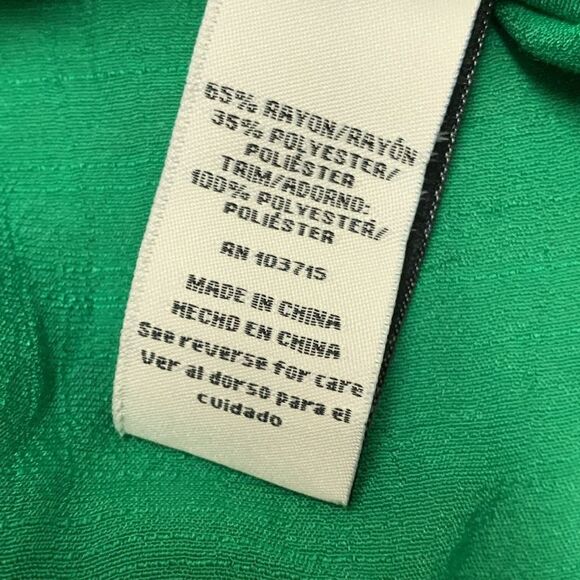 65% RAYON/RAYÓN
35% POLYESTER/
POLIÉSTER
TRIM/ADORNO:
100% POLYESTER/
POLIÉSTER
RN 103715
MADE IN CHINA
HECHO EN CHINA
See reverse for care
Ver al dorso para el
cuidado